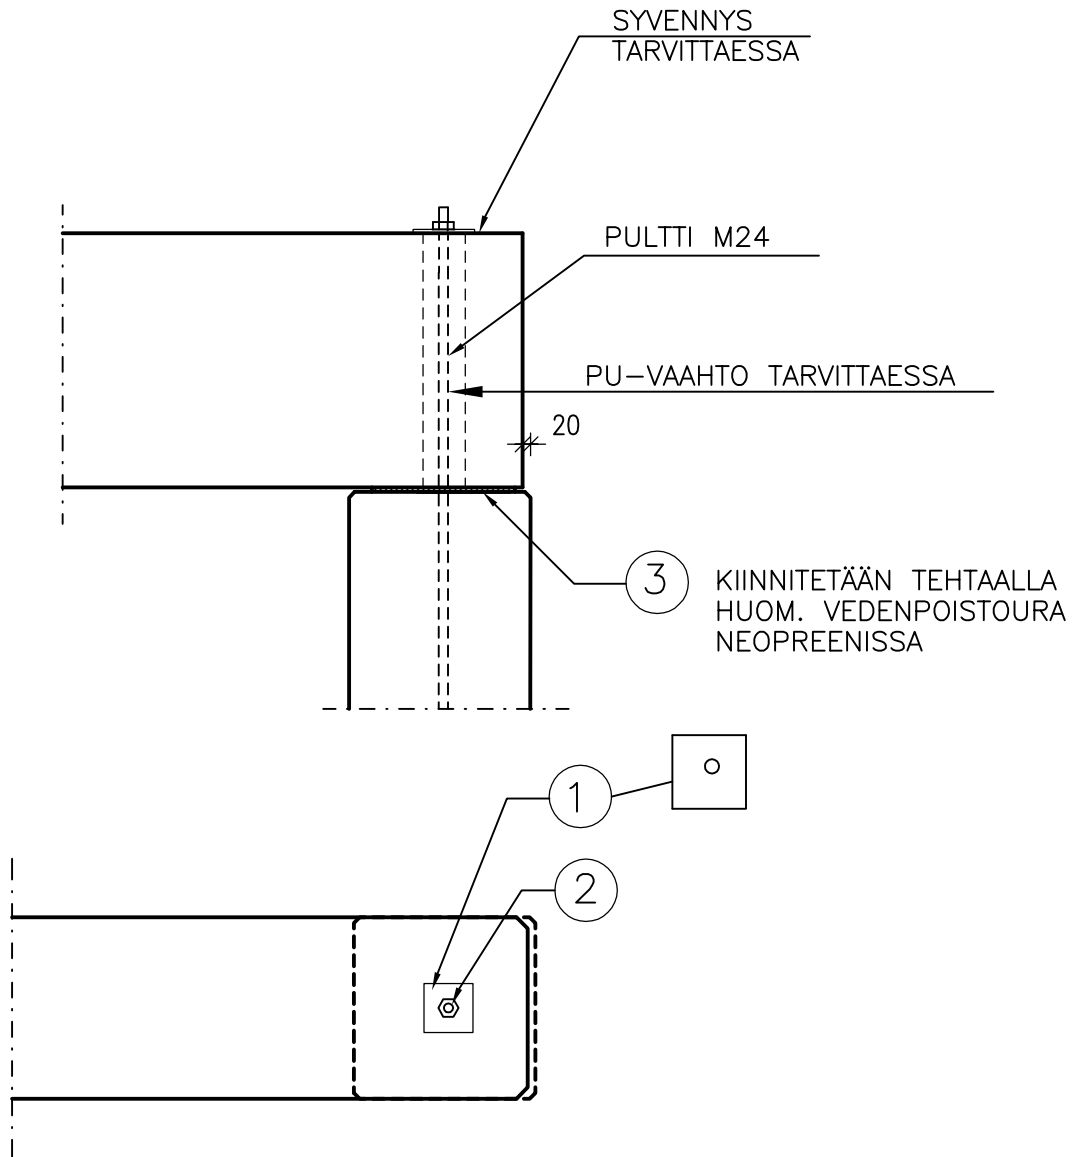 SYVENNYS
TARVITTAESSA
PULTTI M24
PU-VAAHTO TARVITTAESSA
20
3
KIINNITETÄÄN TEHTAALLA
HUOM. VEDENPOISTOURA
NEOPREENISSA
1
2